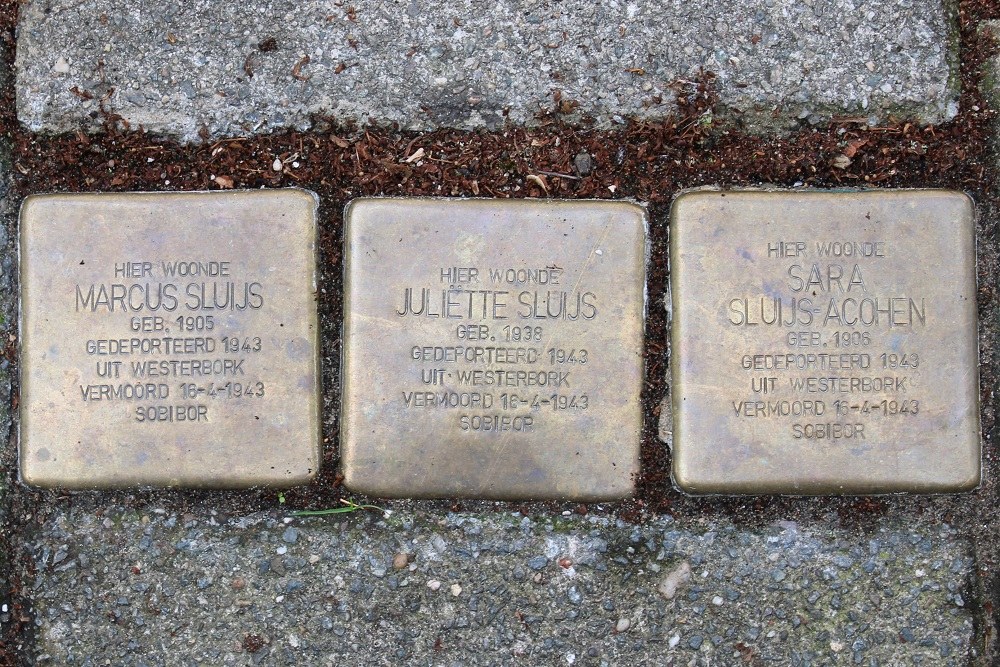 HIER WOONDE
MARCUS SLUIJS
GEB. 1905
GEDEPORTEERD 1943
UIT WESTERBORK
VERMOORD 16-4-1943
SOBIBOR
HIER WOONDE
JULIËTTE SLUIJS
GEB. 1938
GEDEPORTEERD 1943
UIT WESTERBORK
VERMOORD 16-4-1943
SOBIBOR
HIER WOONDE
SARA
SLUIJS-ACOHEN
GEB. 1906
GEDEPORTEERD 1943
UIT WESTERBORK
VERMOORD 16-4-1943
SOBIBOR